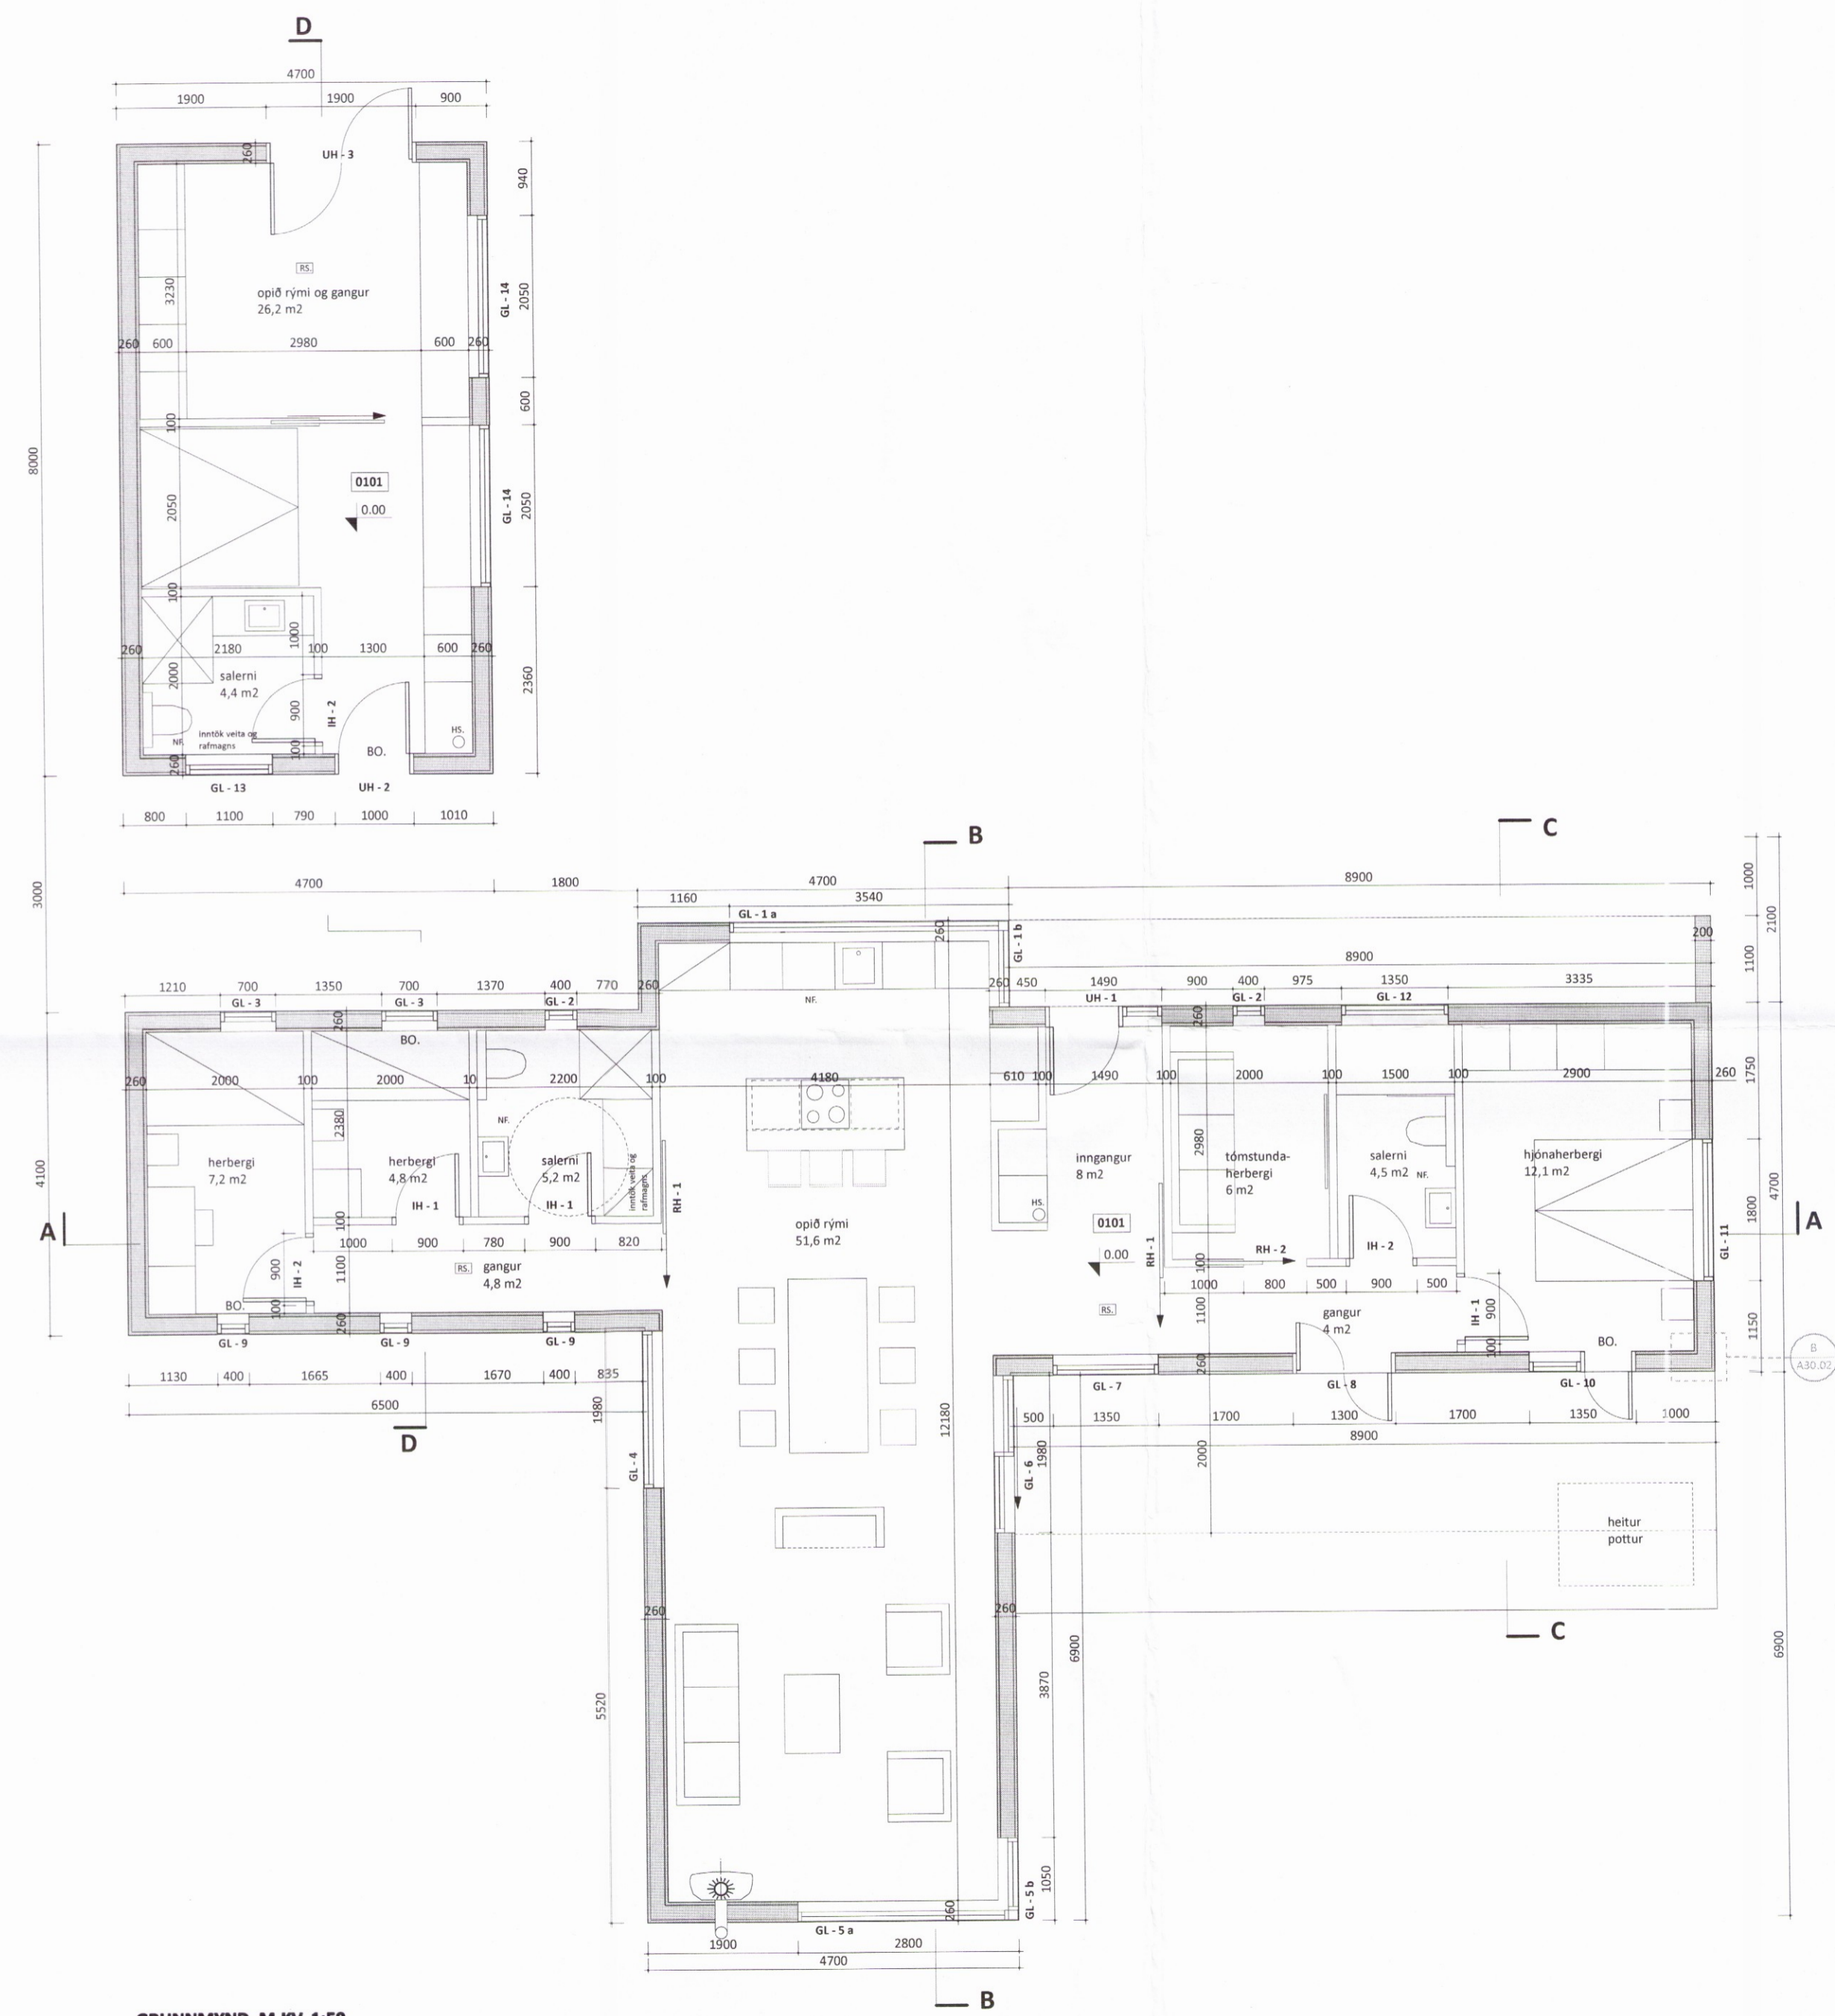 D
4700
1900 1900 900
260
UH - 3
940
RS.
opið rými og gangur
26,2 m2
3230
GL - 14
2050
260 600 2980 600 260
600
100
8000
0101
0.00
2050
GL - 14
2050
100
1000
260 2180 100 1300 600 260
salerni
4,4 m2
2000
2360
900
IH - 2
NF.
inntök veita og
rafmagns
100
BO.
HS.
260
GL - 13
UH - 2
800 1100 790 1000 1010
B
C
3000
4700 1800 4700 8900
1160 3540
GL - 1 a
260
GL - 1 b
1000
2100
200
1100
8900
1210 700 1350 700 1370 400 770 260
260 450 1490 900 400 975 1350 3335
GL - 3
GL - 3
GL - 2
NF.
UH - 1
GL - 2
GL - 12
260
BO.
260
260 2000 100 2000 10 2200 100 4180 610 100 1490 100 2000 100 1500 100 2900 260
1750
2380
NF.
2980
4100
herbergi
7,2 m2
herbergi
4,8 m2
salerni
5,2 m2
inntök veita og
rafmagns
RH - 1
inngangur
8 m2
tómstunda-
herbergi
6 m2
salerni
4,5 m2
NF.
hjónaherbergi
12,1 m2
4700
IH - 1
IH - 1
HS.
1800
A
opið rými
51,6 m2
0101
0.00
A
100
1000 900 780 900 820
RH - 1
RH - 2
IH - 2
GL - 11
900
IH - 2
1100
RS.
gangur
4,8 m2
100
1000 800 500 900 500
RS.
1100
gangur
4 m2
IH - 1
900
1150
BO.
100
260
BO.
100
260
B
A30.02
GL - 9
GL - 9
GL - 9
GL - 7
GL - 8
GL - 10
1130 400 1665 400 1670 400 835
6500
1980
500 1350 1700 1300 1700 1350 1000
8900
D
12180
GL - 4
GL - 6
1980
2000
heitur
pottur
260
260
C
6900
6900
3870
5520
1050
GL - 5 b
260
GL - 5 a
1900 2800
4700
B
GRUNNMYND M.KV. 1:50